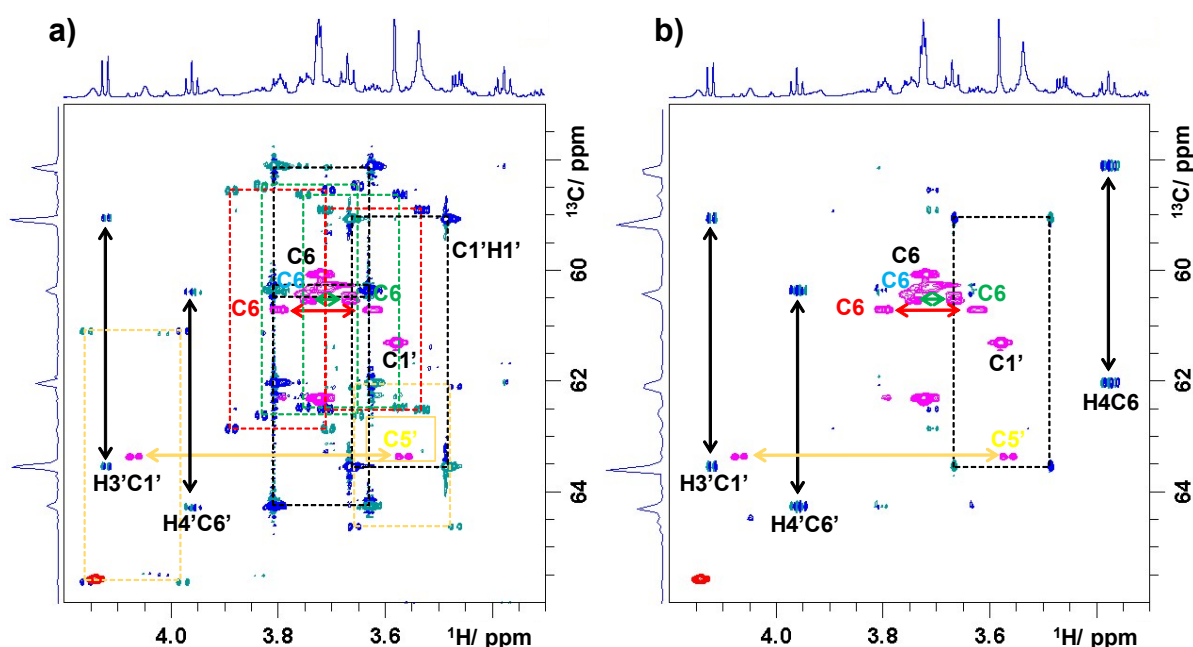 a)
b)
¹³C/ ppm
60
62
64
4.0
3.8
3.6
¹H/ ppm
C6
C6
C6
C6
C1'H1'
C1'
C5'
H3'C1'
H4'C6'
¹³C/ ppm
60
62
64
4.0
3.8
3.6
¹H/ ppm
C6
C6
C6
C6
C1'
H4C6
C5'
H3'C1'
H4'C6'